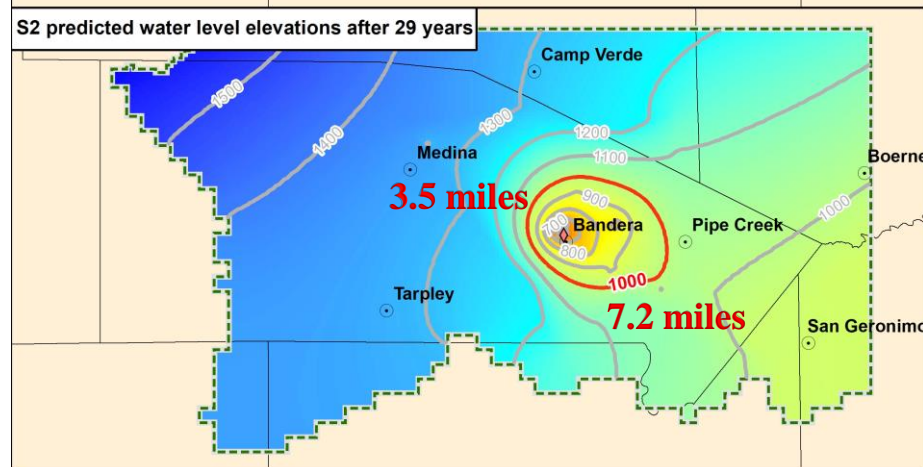 S2 predicted water level elevations after 29 years
Camp Verde
1500
1400
1300
1200
1100
Medina
Boerne
3.5 miles
900
1000
700
Bandera
Pipe Creek
800
1000
Tarpley
7.2 miles
San Geronimo